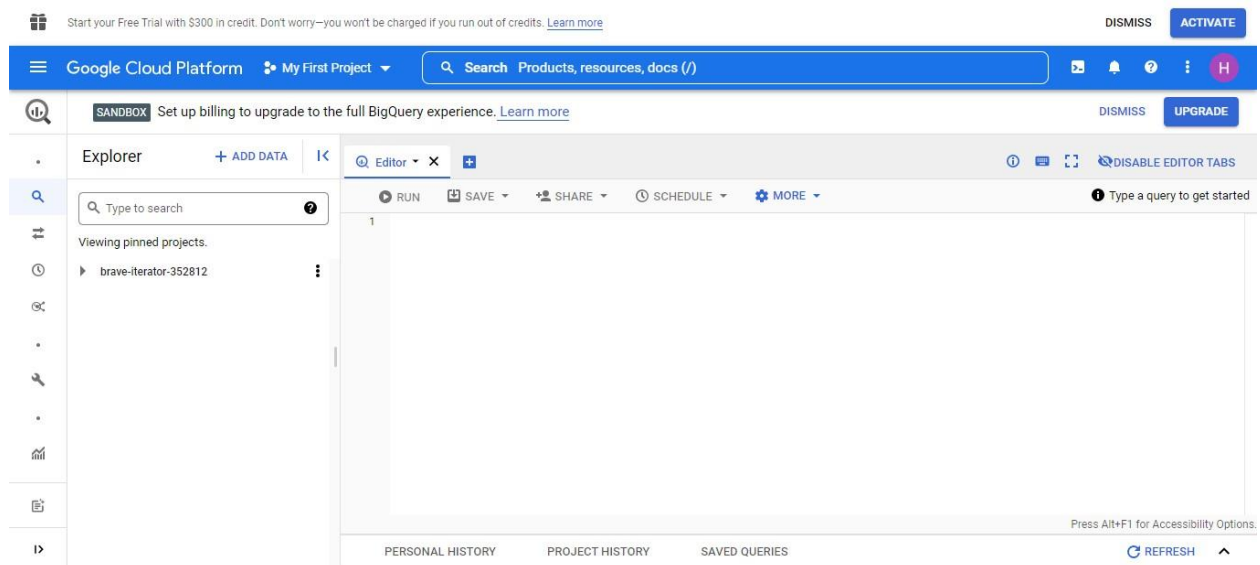 Start your Free Trial with $300 in credit. Don't worry—you won't be charged if you run out of credits. Learn more
DISMISS
ACTIVATE
Google Cloud Platform
My First Project
Search Products, resources, docs (/)
H
SANDBOX Set up billing to upgrade to the full BigQuery experience. Learn more
DISMISS
UPGRADE
Explorer
+ ADD DATA
Editor
DISABLE EDITOR TABS
Type to search
RUN
SAVE
SHARE
SCHEDULE
MORE
Type a query to get started
Viewing pinned projects.
1
brave-iterator-352812
Press Alt+F1 for Accessibility Options.
PERSONAL HISTORY
PROJECT HISTORY
SAVED QUERIES
REFRESH